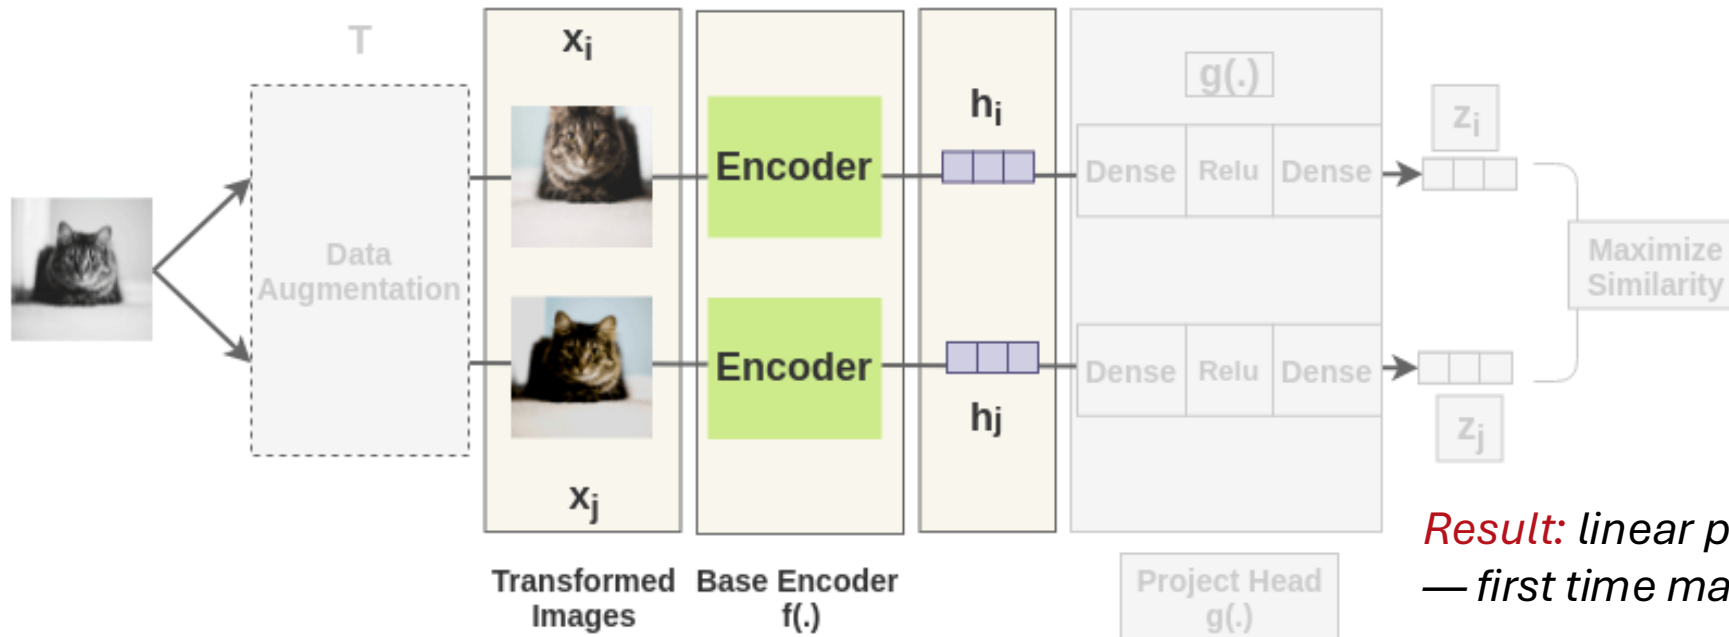 T
Data
Augmentation
xi
xj
Transformed
Images
Encoder
Encoder
Base Encoder
f(.)
hi
hj
g(.)
Dense Relu Dense
Dense Relu Dense
Project Head
g(.)
zi
zj
Maximize
Similarity
Result: linear p
— first time ma